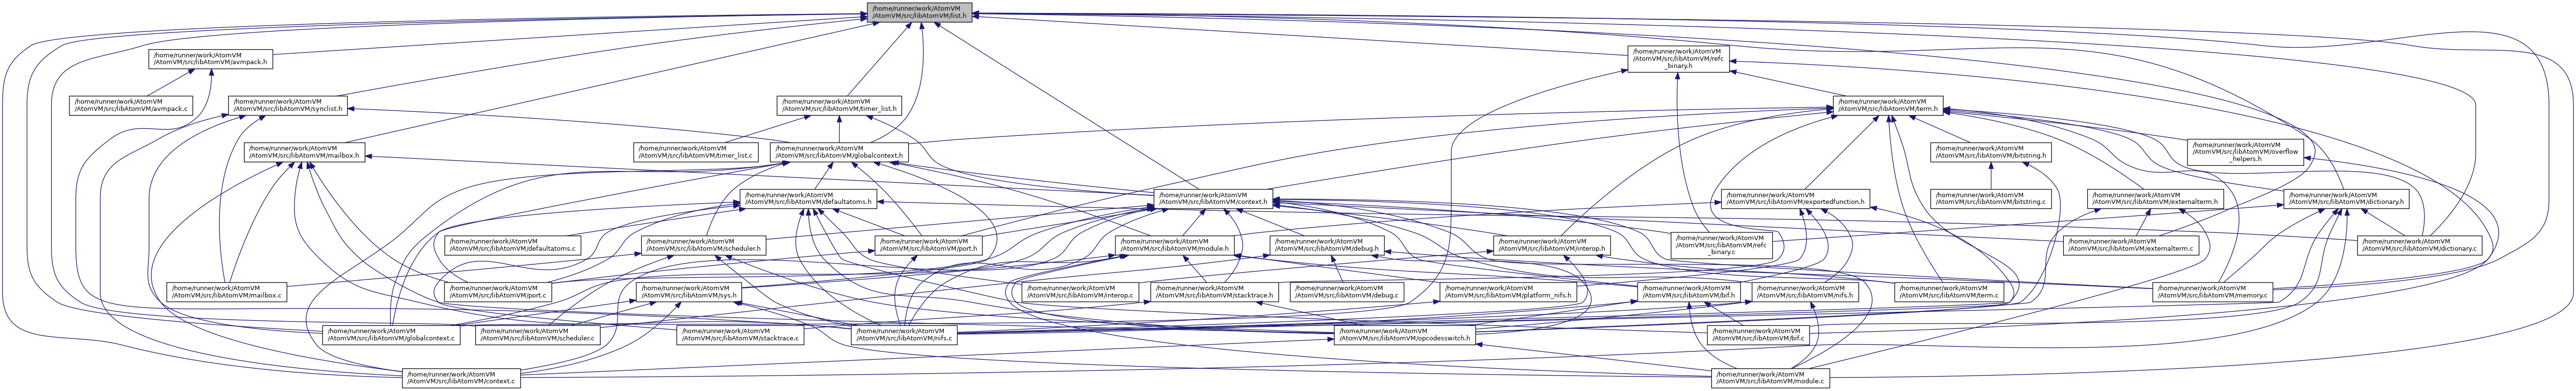 /home/runner/work/AtomVM
/AtomVM/src/libAtomVM/list.h
/home/runner/work/AtomVM
/AtomVM/src/libAtomVM/avmpack.h
/home/runner/work/AtomVM
/AtomVM/src/libAtomVM/refc
_binary.h
/home/runner/work/AtomVM
/AtomVM/src/libAtomVM/avmpack.c
/home/runner/work/AtomVM
/AtomVM/src/libAtomVM/synclist.h
/home/runner/work/AtomVM
/AtomVM/src/libAtomVM/timer_list.h
/home/runner/work/AtomVM
/AtomVM/src/libAtomVM/term.h
/home/runner/work/AtomVM
/AtomVM/src/libAtomVM/mailbox.h
/home/runner/work/AtomVM
/AtomVM/src/libAtomVM/timer_list.c
/home/runner/work/AtomVM
/AtomVM/src/libAtomVM/globalcontext.h
/home/runner/work/AtomVM
/AtomVM/src/libAtomVM/bitstring.h
/home/runner/work/AtomVM
/AtomVM/src/libAtomVM/overflow
_helpers.h
/home/runner/work/AtomVM
/AtomVM/src/libAtomVM/defaultatoms.h
/home/runner/work/AtomVM
/AtomVM/src/libAtomVM/context.h
/home/runner/work/AtomVM
/AtomVM/src/libAtomVM/exportedfunction.h
/home/runner/work/AtomVM
/AtomVM/src/libAtomVM/bitstring.c
/home/runner/work/AtomVM
/AtomVM/src/libAtomVM/externalterm.h
/home/runner/work/AtomVM
/AtomVM/src/libAtomVM/dictionary.h
/home/runner/work/AtomVM
/AtomVM/src/libAtomVM/defaultatoms.c
/home/runner/work/AtomVM
/AtomVM/src/libAtomVM/scheduler.h
/home/runner/work/AtomVM
/AtomVM/src/libAtomVM/port.h
/home/runner/work/AtomVM
/AtomVM/src/libAtomVM/module.h
/home/runner/work/AtomVM
/AtomVM/src/libAtomVM/debug.h
/home/runner/work/AtomVM
/AtomVM/src/libAtomVM/interop.h
/home/runner/work/AtomVM
/AtomVM/src/libAtomVM/refc
_binary.c
/home/runner/work/AtomVM
/AtomVM/src/libAtomVM/externalterm.c
/home/runner/work/AtomVM
/AtomVM/src/libAtomVM/dictionary.c
/home/runner/work/AtomVM
/AtomVM/src/libAtomVM/mailbox.c
/home/runner/work/AtomVM
/AtomVM/src/libAtomVM/port.c
/home/runner/work/AtomVM
/AtomVM/src/libAtomVM/sys.h
/home/runner/work/AtomVM
/AtomVM/src/libAtomVM/interop.c
/home/runner/work/AtomVM
/AtomVM/src/libAtomVM/stacktrace.h
/home/runner/work/AtomVM
/AtomVM/src/libAtomVM/debug.c
/home/runner/work/AtomVM
/AtomVM/src/libAtomVM/platform_nifs.h
/home/runner/work/AtomVM
/AtomVM/src/libAtomVM/bif.h
/home/runner/work/AtomVM
/AtomVM/src/libAtomVM/nifs.h
/home/runner/work/AtomVM
/AtomVM/src/libAtomVM/term.c
/home/runner/work/AtomVM
/AtomVM/src/libAtomVM/memory.c
/home/runner/work/AtomVM
/AtomVM/src/libAtomVM/globalcontext.c
/home/runner/work/AtomVM
/AtomVM/src/libAtomVM/scheduler.c
/home/runner/work/AtomVM
/AtomVM/src/libAtomVM/stacktrace.c
/home/runner/work/AtomVM
/AtomVM/src/libAtomVM/nifs.c
/home/runner/work/AtomVM
/AtomVM/src/libAtomVM/opcodesswitch.h
/home/runner/work/AtomVM
/AtomVM/src/libAtomVM/bif.c
/home/runner/work/AtomVM
/AtomVM/src/libAtomVM/context.c
/home/runner/work/AtomVM
/AtomVM/src/libAtomVM/module.c